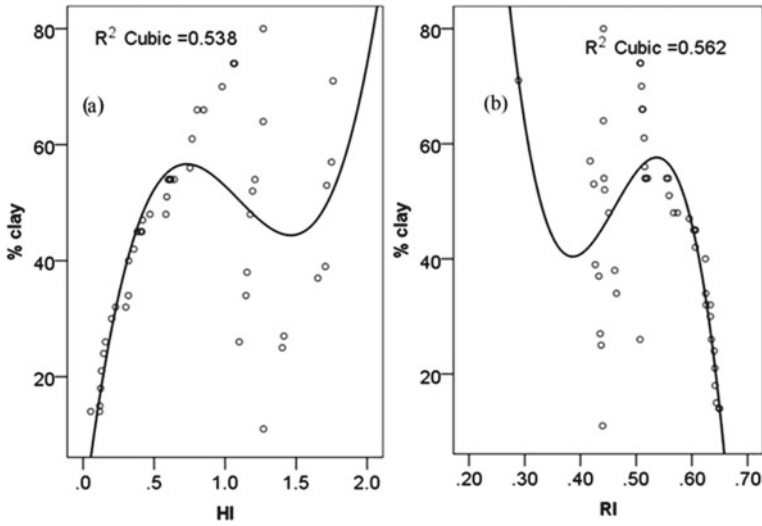 R² Cubic =0.538
(a)
% clay
80
60
40
20
.0 .5 1.0 1.5 2.0
HI
R² Cubic =0.562
(b)
% clay
80
60
40
20
.20 .30 .40 .50 .60 .70
RI